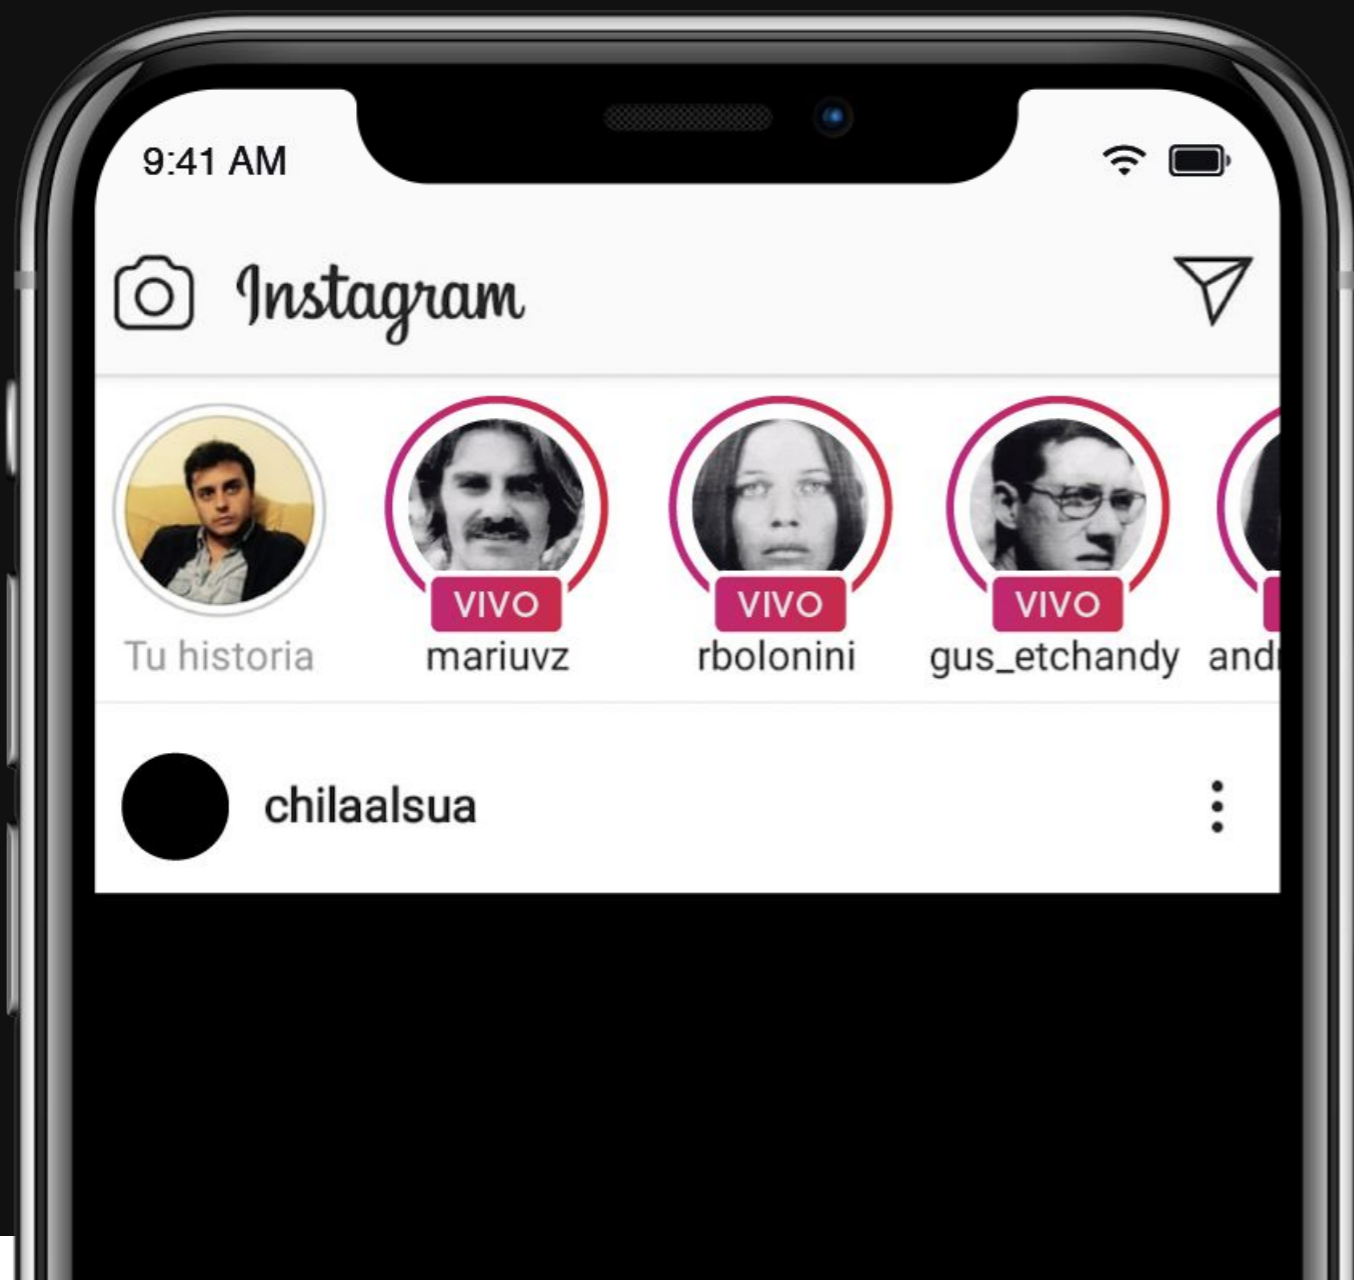 9:41 AM
Instagram
VIVO VIVO VIVO
Tu historia mariuvz rbolonini gus_etchandy
chilaalsua